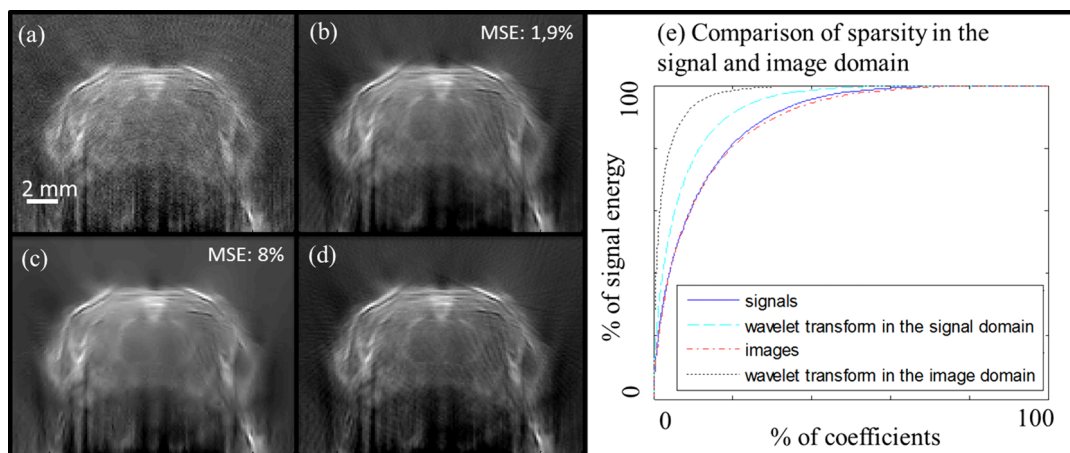 (a)
2 mm
(b)
MSE: 1,9%
(c)
MSE: 8%
(d)
(e) Comparison of sparsity in the
signal and image domain
% of signal energy
100
0
signals
wavelet transform in the signal domain
images
wavelet transform in the image domain
0
100
% of coefficients